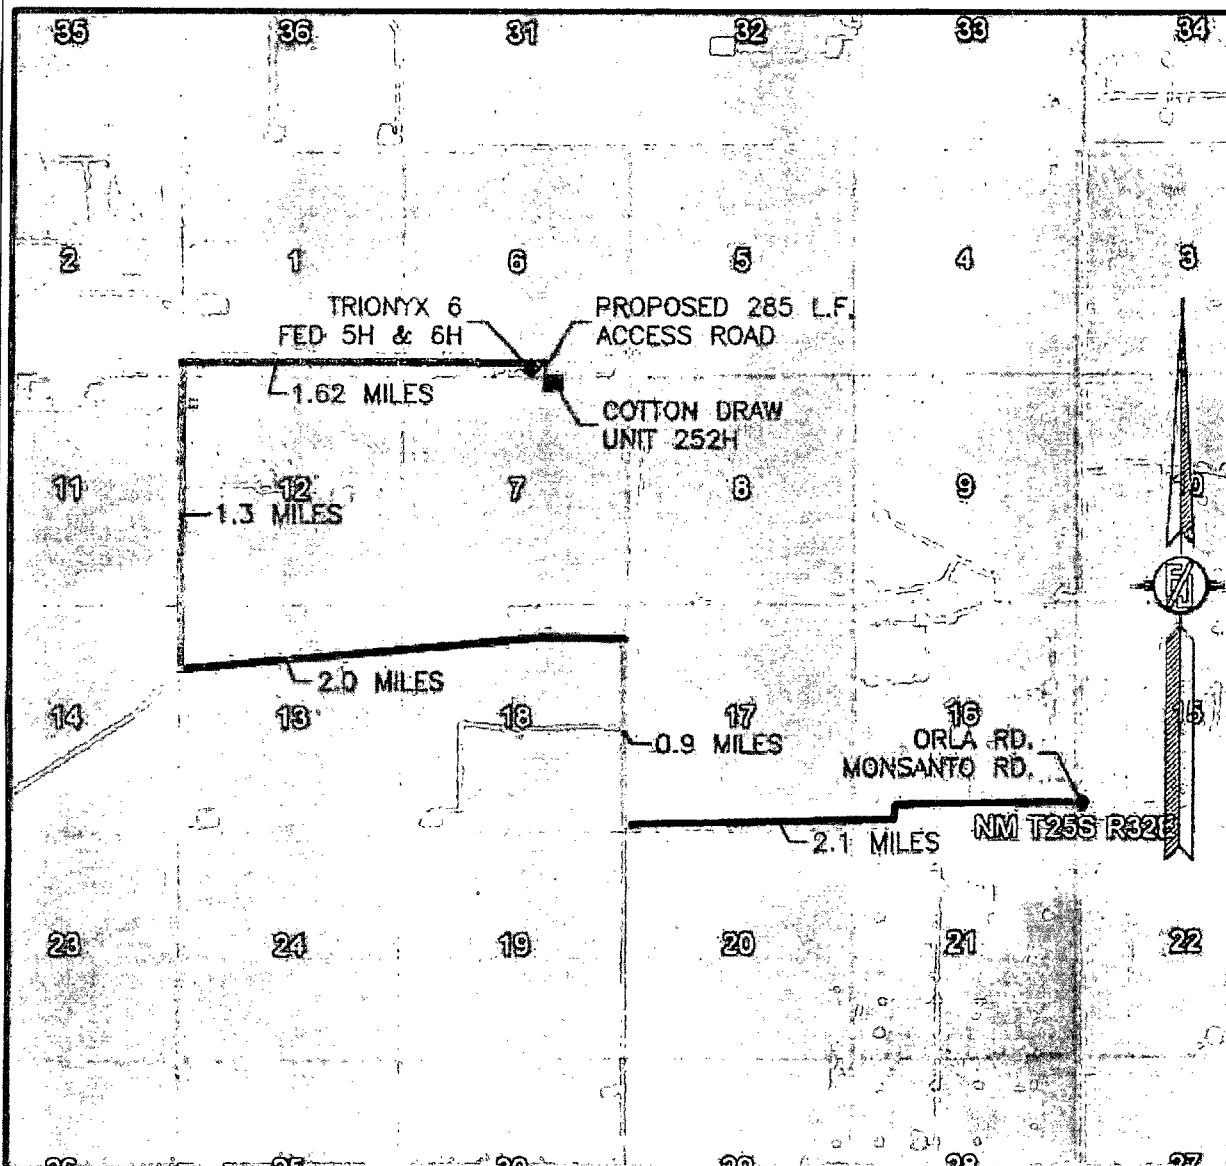 35 36 31 32 33 34
2 1 6 5 4 3
TRIONYX 6
FED 5H & 6H
PROPOSED 285 L.F.
ACCESS ROAD
1.62 MILES
COTTON DRAW
UNIT 252H
11 12 7 8 9
1.3 MILES
2.0 MILES
14 13 18 17 16 15
0.9 MILES
ORLA RD.
MONSANTO RD.
NM T25S R32E
2.1 MILES
23 24 19 20 21 22